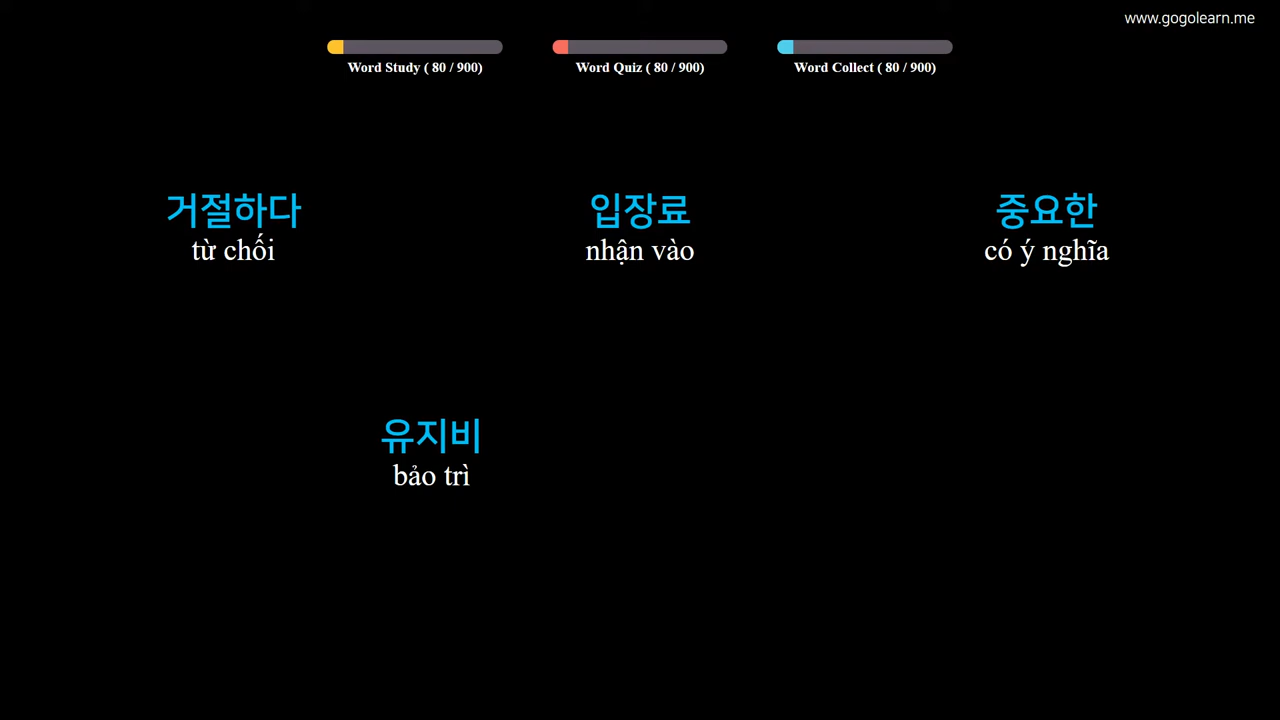 www.gogolearn.me
Word Study ( 80 / 900)
Word Quiz ( 80 / 900)
Word Collect ( 80 / 900)
거절하다
từ chối
입장료
nhận vào
중요한
có ý nghĩa
유지비
bảo trì